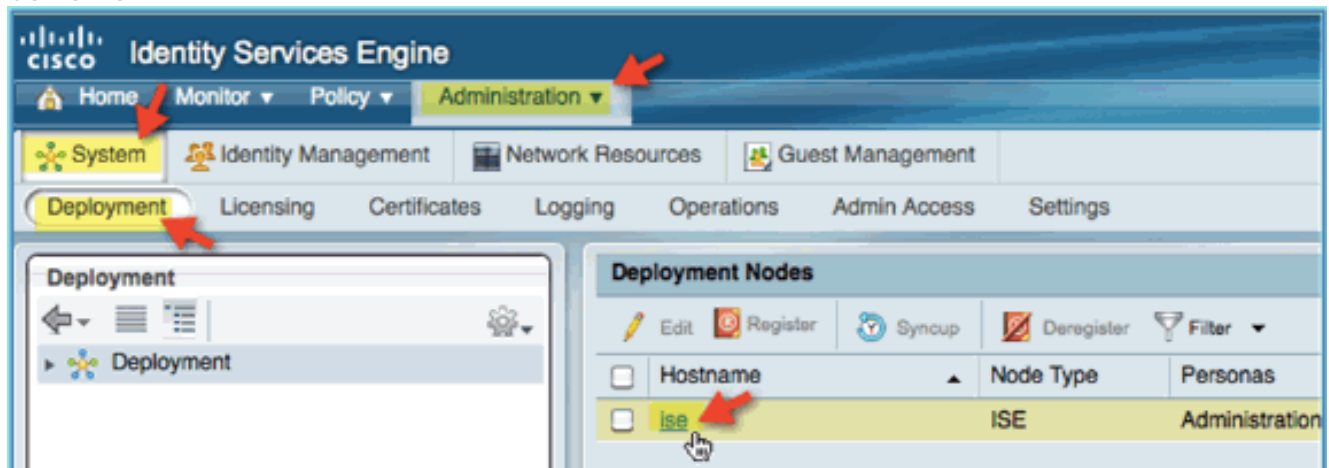 cisco Identity Services Engine
Home Monitor Policy Administration
System Identity Management Network Resources Guest Management
Deployment Licensing Certificates Logging Operations Admin Access Settings
Deployment
Deployment
Deployment Nodes
Edit Register Syncup Deregister Filter
Hostname Node Type Personas
ise ISE Administration